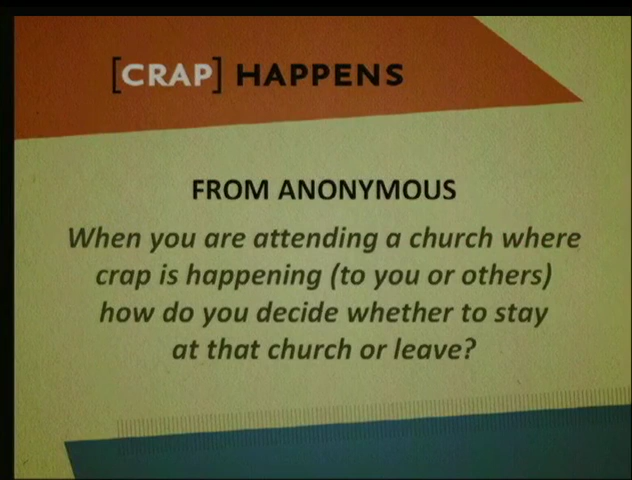 [CRAP] HAPPENS
FROM ANONYMOUS
When you are attending a church where
crap is happening (to you or others)
how do you decide whether to stay
at that church or leave?